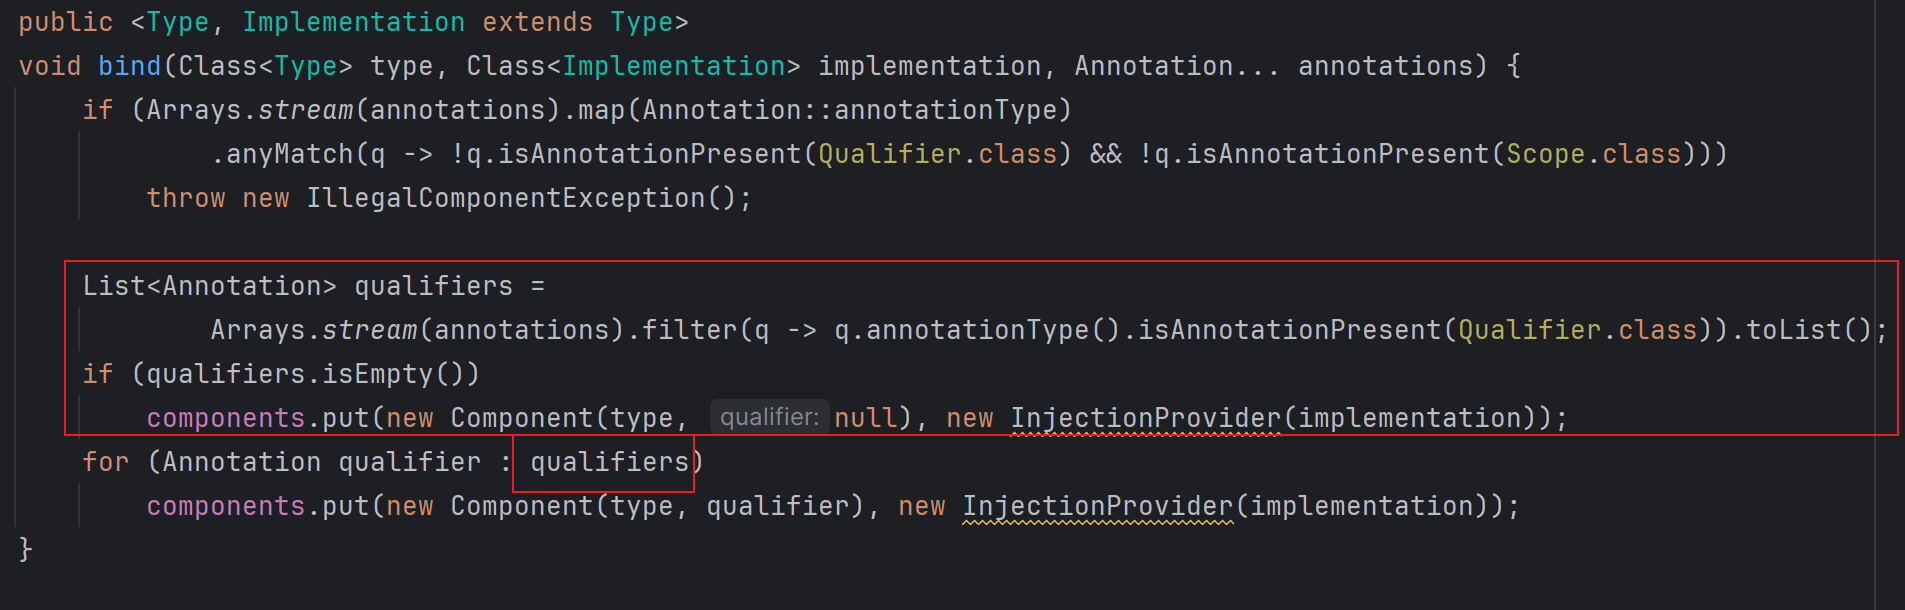 public <Type, Implementation extends Type>
void bind(Class<Type> type, Class<Implementation> implementation, Annotation... annotations) {
    if (Arrays.stream(annotations).map(Annotation::annotationType)
            .anyMatch(q -> !q.isAnnotationPresent(Qualifier.class) && !q.isAnnotationPresent(Scope.class)))
        throw new IllegalComponentException();

    List<Annotation> qualifiers =
            Arrays.stream(annotations).filter(q -> q.annotationType().isAnnotationPresent(Qualifier.class)).toList();
    if (qualifiers.isEmpty())
        components.put(new Component(type, qualifier: null), new InjectionProvider(implementation));
    for (Annotation qualifier : qualifiers)
        components.put(new Component(type, qualifier), new InjectionProvider(implementation));
}